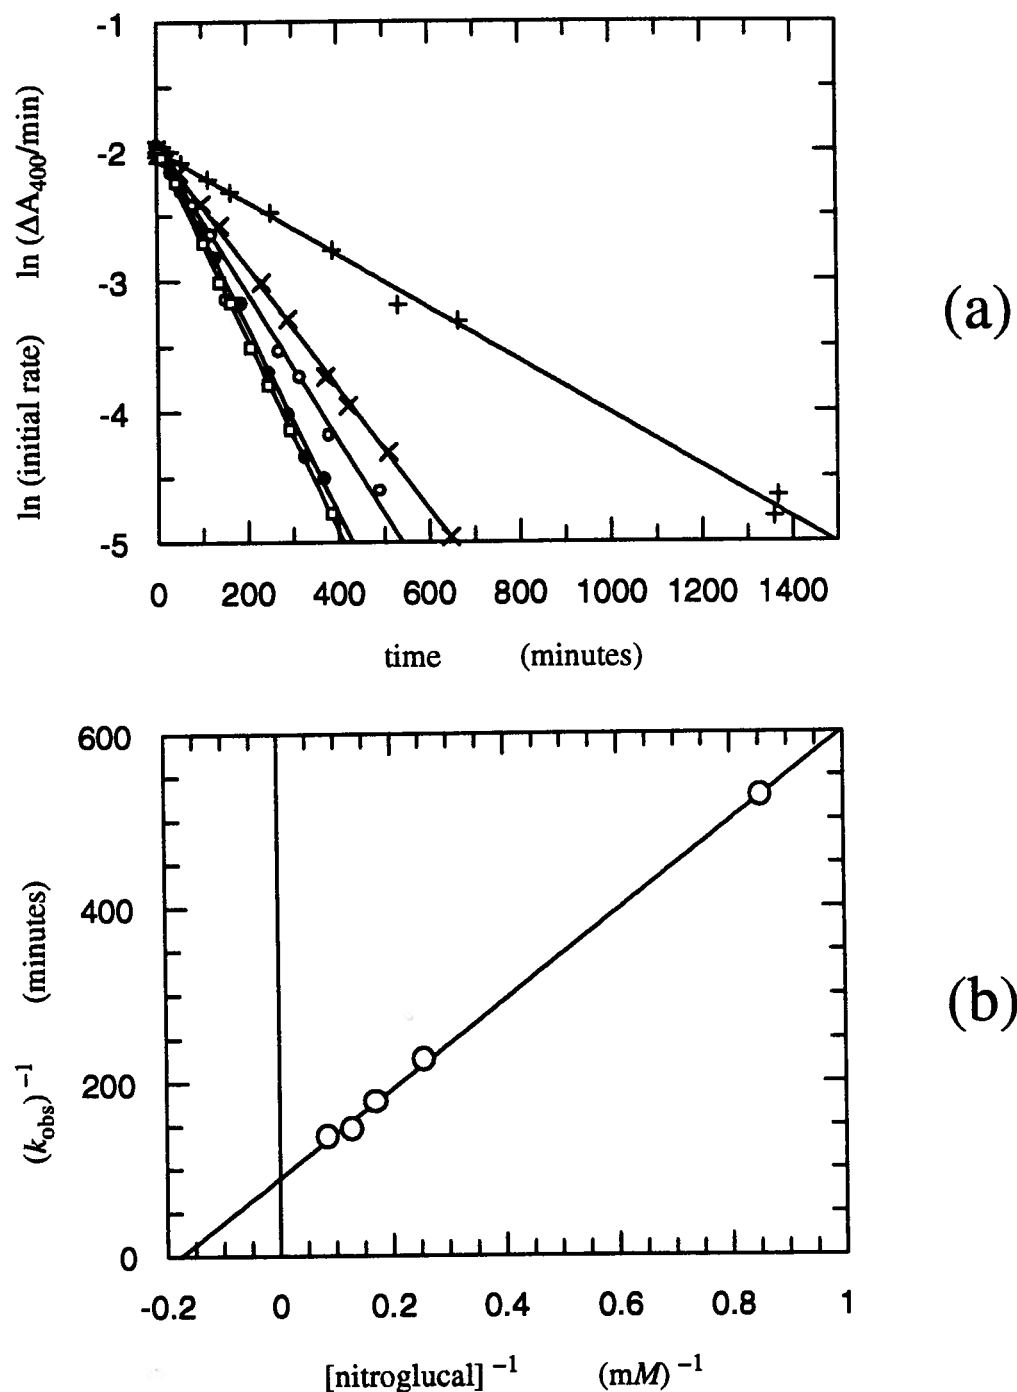 -1
-2
-3
-4
-5
ln (initial rate) ln (ΔA₄₀₀/min)
0 200 400 600 800 1000 1200 1400
time (minutes)
(a)
600
400
200
0
(k_obs)⁻¹ (minutes)
-0.2 0 0.2 0.4 0.6 0.8 1
[nitroglucal]⁻¹ (mM)⁻¹
(b)